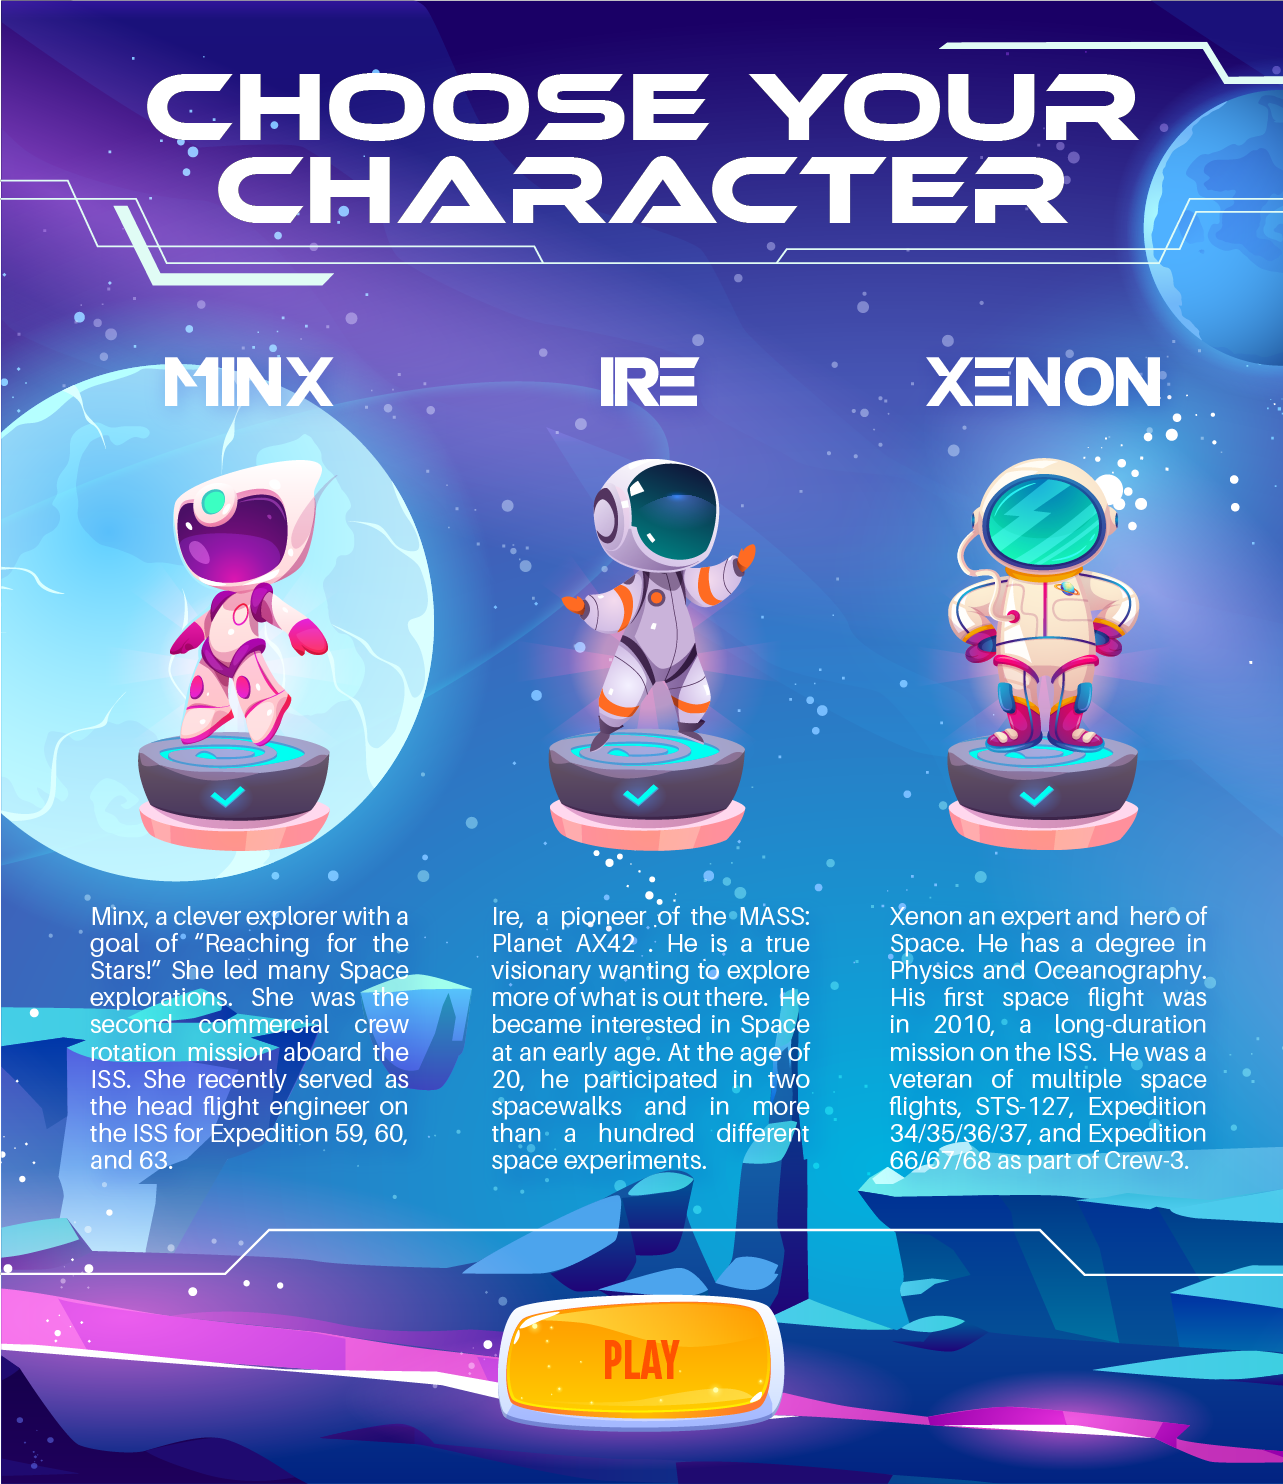 CHOOSE YOUR
CHARACTER
MINX
IRE
XENON
Minx, a clever explorer with a
goal of “Reaching for the
Stars!” She led many Space
explorations. She was the
second commercial crew
rotation mission aboard the
ISS. She recently served as
the head flight engineer on
the ISS for Expedition 59, 60,
and 63.
Ire, a pioneer of the MASS:
Planet AX42 . He is a true
visionary wanting to explore
more of what is out there. He
became interested in Space
at an early age. At the age of
20, he participated in two
spacewalks and in more
than a hundred different
space experiments.
Xenon an expert and hero of
Space. He has a degree in
Physics and Oceanography.
His first space flight was
in 2010, a long-duration
mission on the ISS. He was a
veteran of multiple space
flights, STS-127, Expedition
34/35/36/37, and Expedition
66/67/68 as part of Crew-3.
PLAY